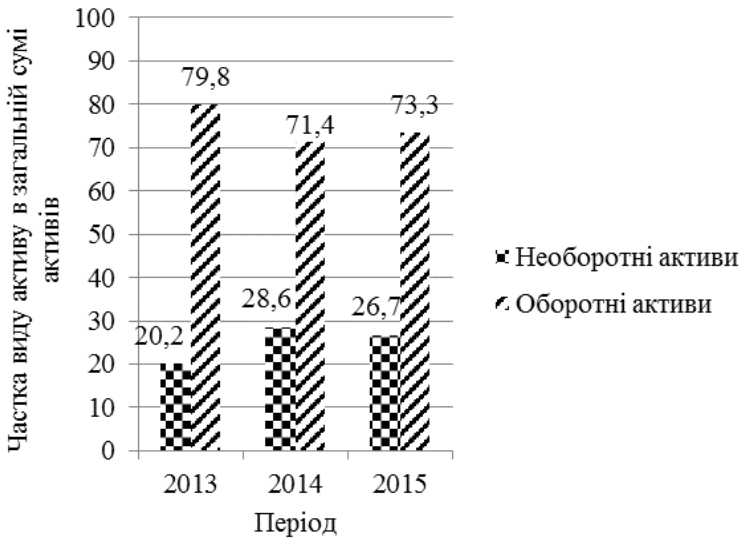 Частка виду активу в загальній сумі
активів
100
90
80
70
60
50
40
30
20
10
0
79,8
71,4
73,3
20,2
28,6
26,7
2013 2014 2015
Період
Необоротні активи
Оборотні активи